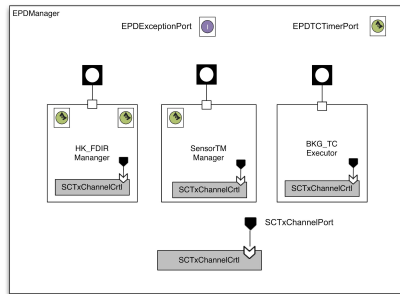 EPDManager
EPDExceptionPort
EPDTCTimerPort
I
HK_FDIR
Mananger
SCTxChannelCrtl
SensorTM
Manager
SCTxChannelCrtl
BKG_TC
Executor
SCTxChannelCrtl
SCTxChannelPort
SCTxChannelCrtl